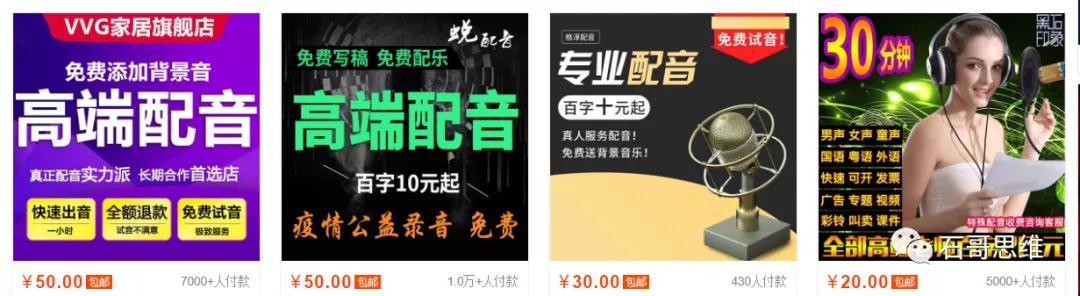 VVG家居旗舰店
免费添加背景音
高端配音
真正配音实力派 长期合作首选店
快速出音
一小时
全额退款
试音不满意
免费试音
极致服务
￥50.00 包邮
7000+人付款
蜕配音
免费写稿 免费配乐
高端配音
百字10元起
疫情公益录音 免费
￥50.00 包邮
1.0万+人付款
格淳配音
免费试音!
专业配音
百字十元起
真人服务配音!
免费送背景音乐!
￥30.00 包邮
430人付款
黑石印象
30分钟
男声 女声 童声
国语 粤语 外语
快速 可开 发票
广告 专题 视频
彩铃 叫卖 课件
特殊配音收费咨询客服
全部高
元
石哥思维
￥20.00 包邮
5000+人付款